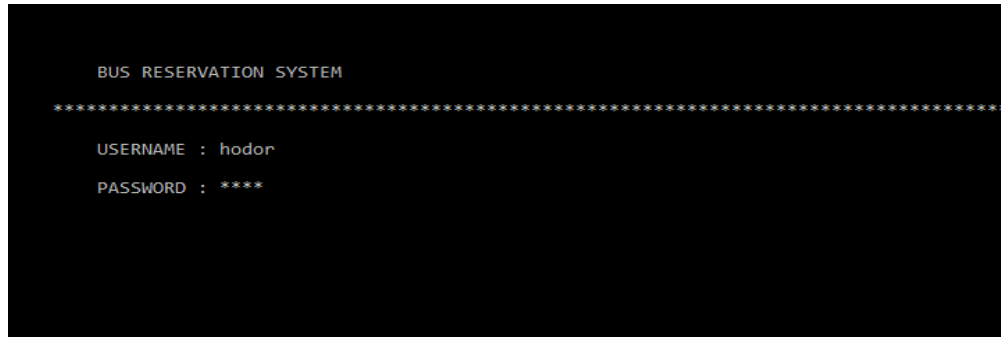 BUS RESERVATION SYSTEM
**************************************************************************************
USERNAME : hodor
PASSWORD : ****